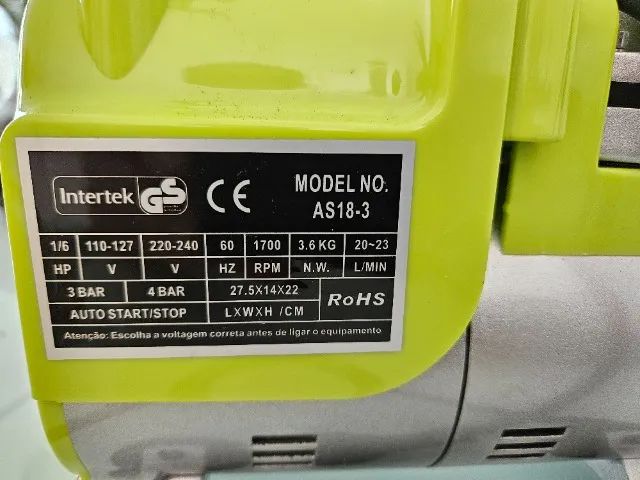 Intertek GS CE MODEL NO.
AS18-3
1/6 110-127 220-240 60 1700 3.6 KG 20~23
HP V V HZ RPM N.W. L/MIN
3 BAR 4 BAR 27.5X14X22 RoHS
AUTO START/STOP LXWXH /CM
Atenção: Escolha a voltagem correta antes de ligar o equipamento